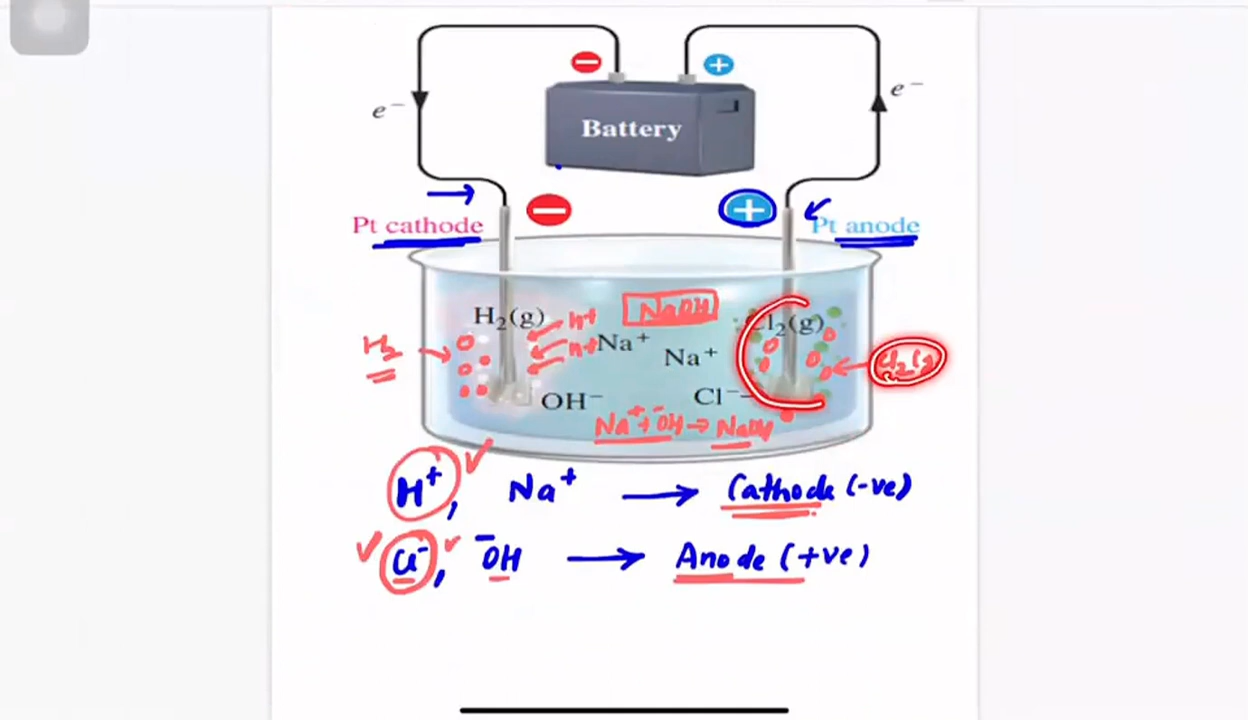 − +
e⁻ e⁻
Battery
− +
Pt cathode Pt anode
H₂(g) H⁺ NaOH Cl₂(g)
H₂ H⁺ Na⁺ Na⁺ Cl₂(g)
OH⁻ Cl⁻
Na⁺ + ⁻OH → NaOH
H⁺, Na⁺ → Cathode (-ve)
Cl⁻, ⁻OH → Anode (+ve)